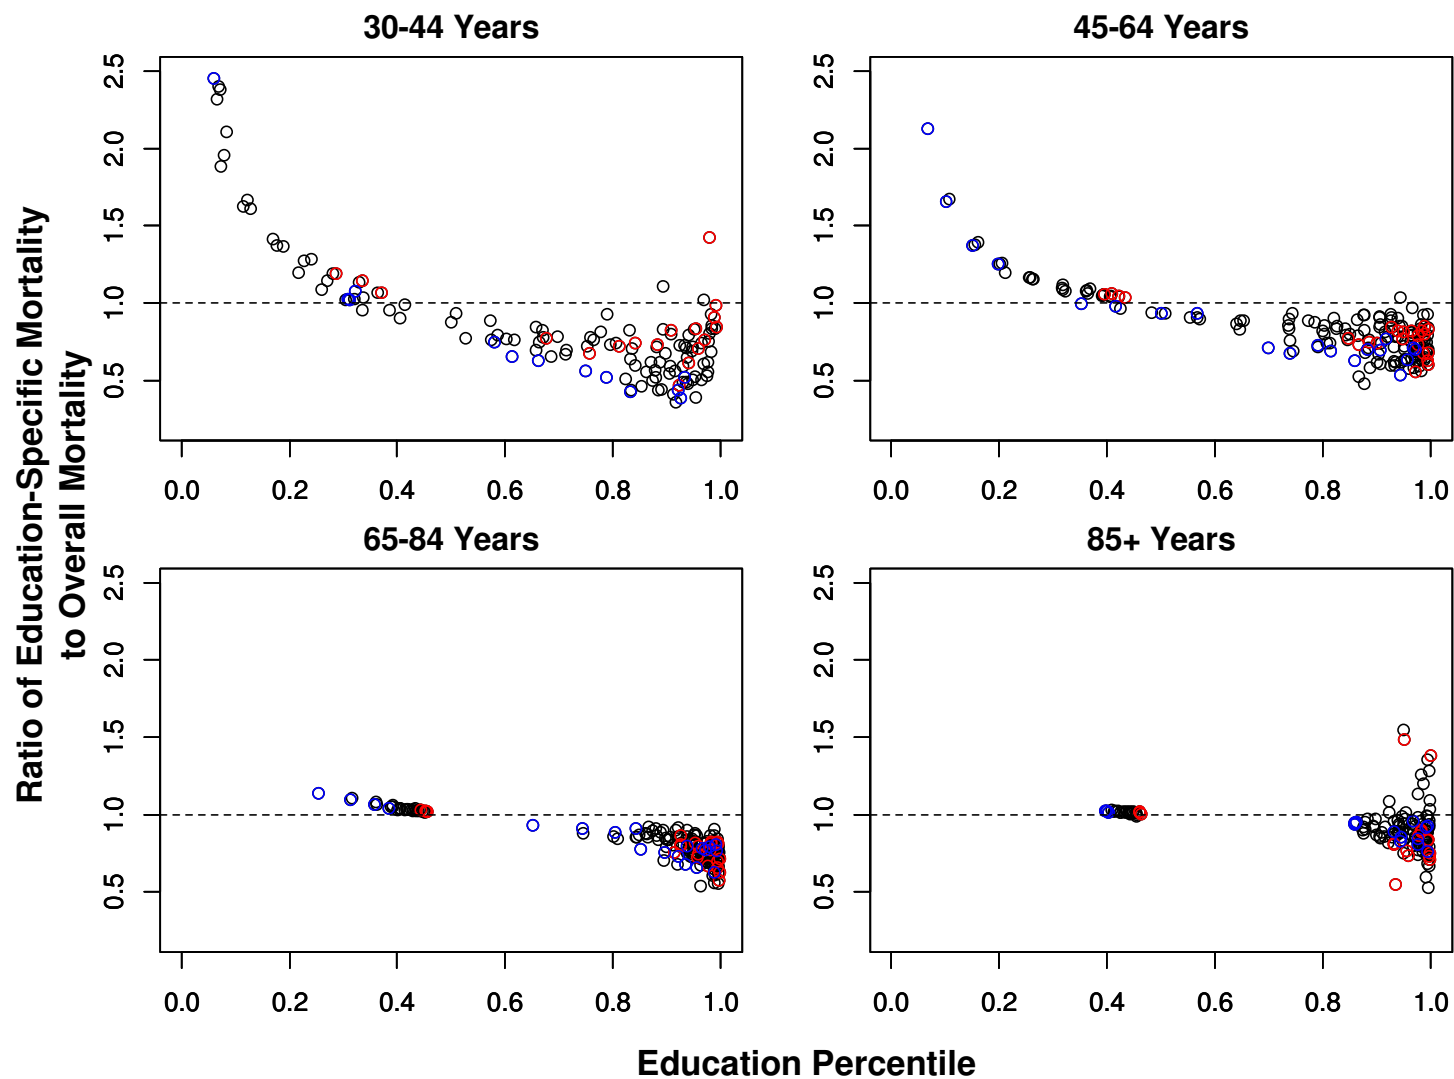 30-44 Years
45-64 Years
2.5
2.0
1.5
1.0
0.5
0.0 0.2 0.4 0.6 0.8 1.0
2.5
2.0
1.5
1.0
0.5
0.0 0.2 0.4 0.6 0.8 1.0
65-84 Years
85+ Years
2.5
2.0
1.5
1.0
0.5
0.0 0.2 0.4 0.6 0.8 1.0
2.5
2.0
1.5
1.0
0.5
0.0 0.2 0.4 0.6 0.8 1.0
Ratio of Education-Specific Mortality
to Overall Mortality
Education Percentile